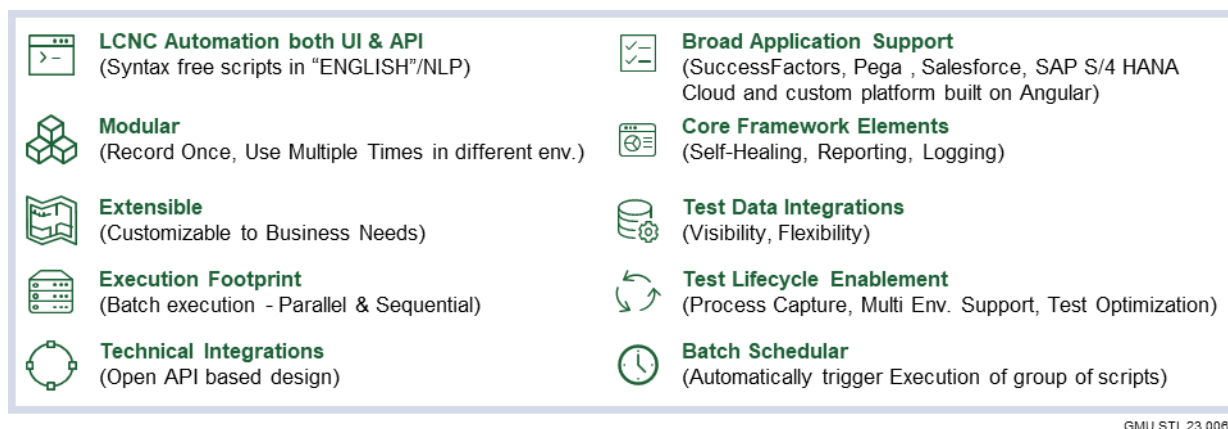 LCNC Automation both UI & API
(Syntax free scripts in “ENGLISH”/NLP)
Modular
(Record Once, Use Multiple Times in different env.)
Extensible
(Customizable to Business Needs)
Execution Footprint
(Batch execution - Parallel & Sequential)
Technical Integrations
(Open API based design)
Broad Application Support
(SuccessFactors, Pega , Salesforce, SAP S/4 HANA
Cloud and custom platform built on Angular)
Core Framework Elements
(Self-Healing, Reporting, Logging)
Test Data Integrations
(Visibility, Flexibility)
Test Lifecycle Enablement
(Process Capture, Multi Env. Support, Test Optimization)
Batch Schedular
(Automatically trigger Execution of group of scripts)
GMU STL 23 006